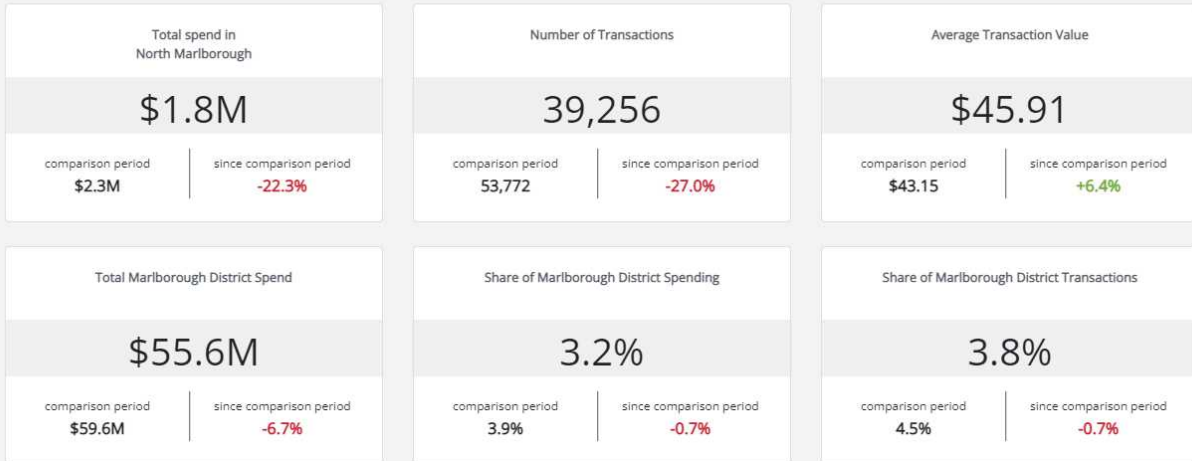 Total spend in
North Marlborough
$1.8M
comparison period
$2.3M
since comparison period
-22.3%
Number of Transactions
39,256
comparison period
53,772
since comparison period
-27.0%
Average Transaction Value
$45.91
comparison period
$43.15
since comparison period
+6.4%
Total Marlborough District Spend
$55.6M
comparison period
$59.6M
since comparison period
-6.7%
Share of Marlborough District Spending
3.2%
comparison period
3.9%
since comparison period
-0.7%
Share of Marlborough District Transactions
3.8%
comparison period
4.5%
since comparison period
-0.7%